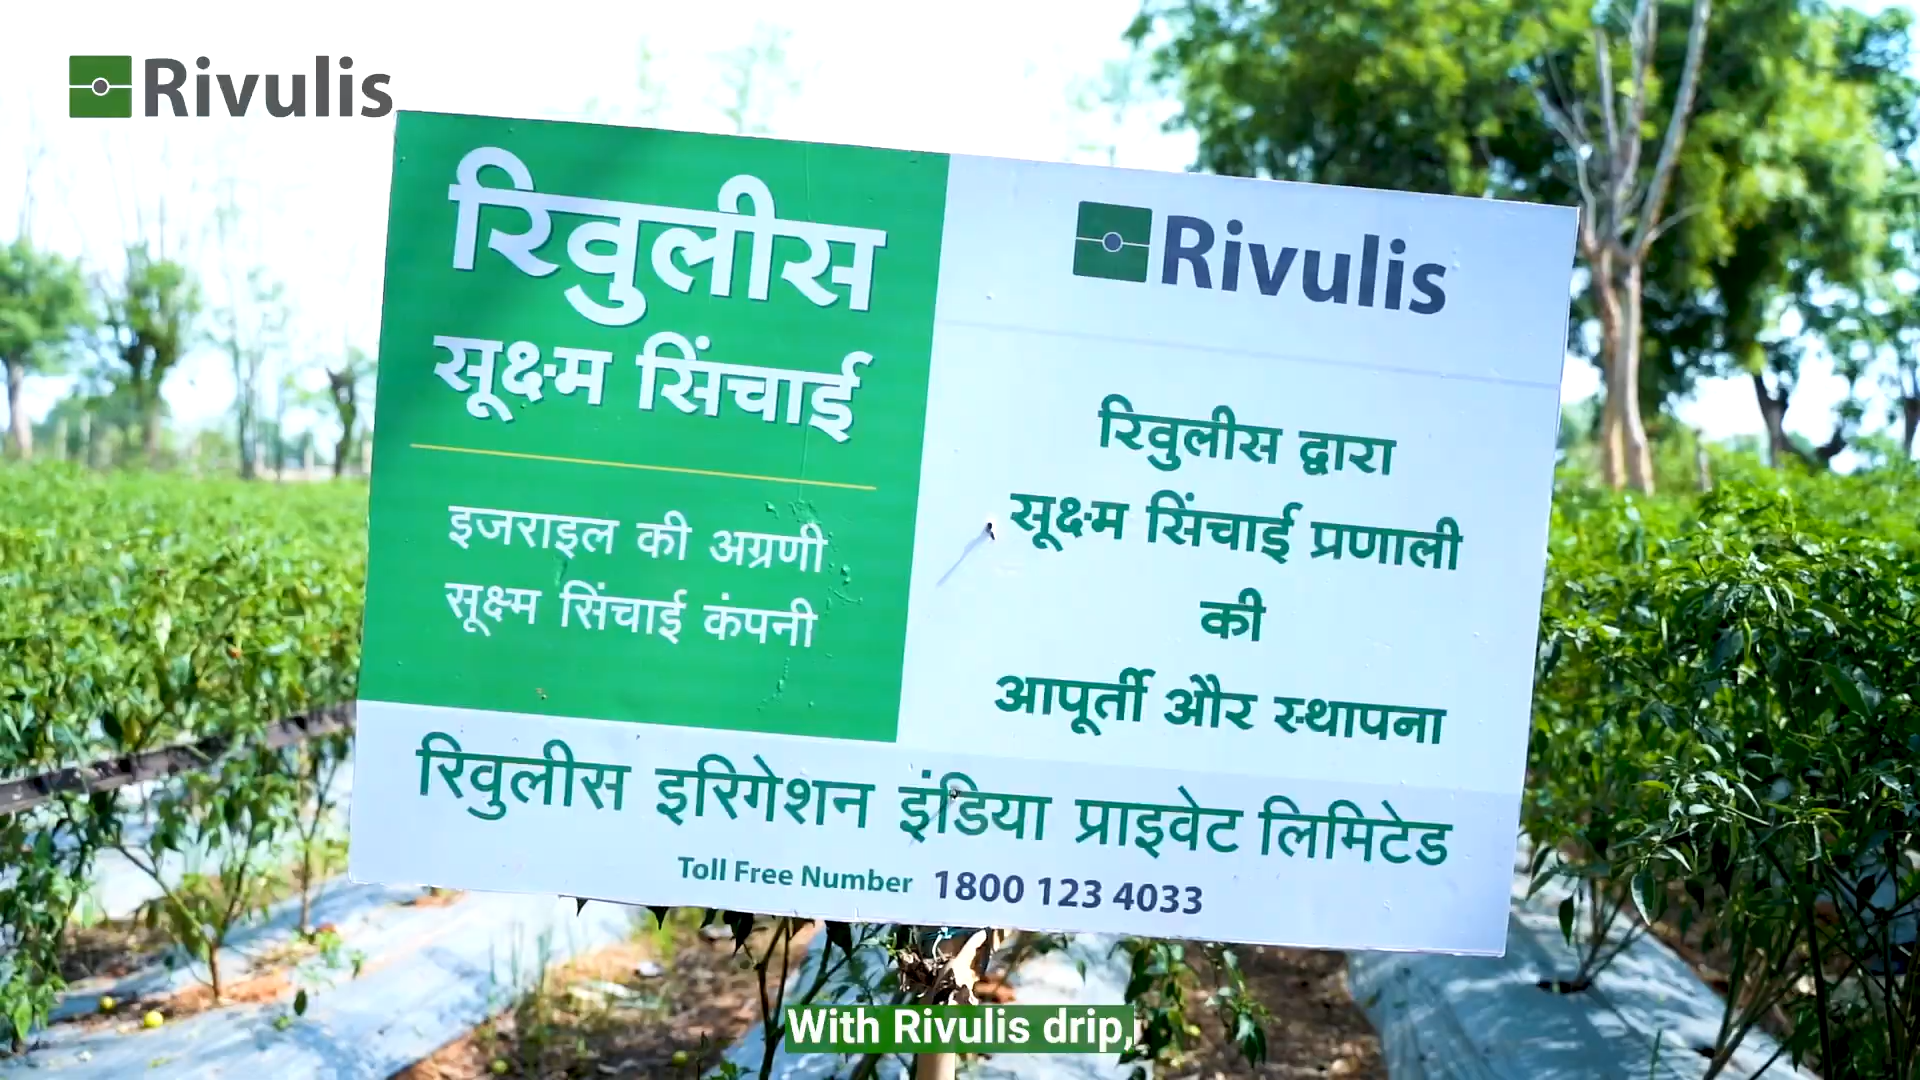 Rivulis
रिवुलीस
सूक्ष्म सिंचाई
इजराइल की अग्रणी
सूक्ष्म सिंचाई कंपनी
Rivulis
रिवुलीस द्वारा
सूक्ष्म सिंचाई प्रणाली
की
आपूर्ती और स्थापना
रिवुलीस इरिगेशन इंडिया प्राइवेट लिमिटेड
Toll Free Number 1800 123 4033
With Rivulis drip,